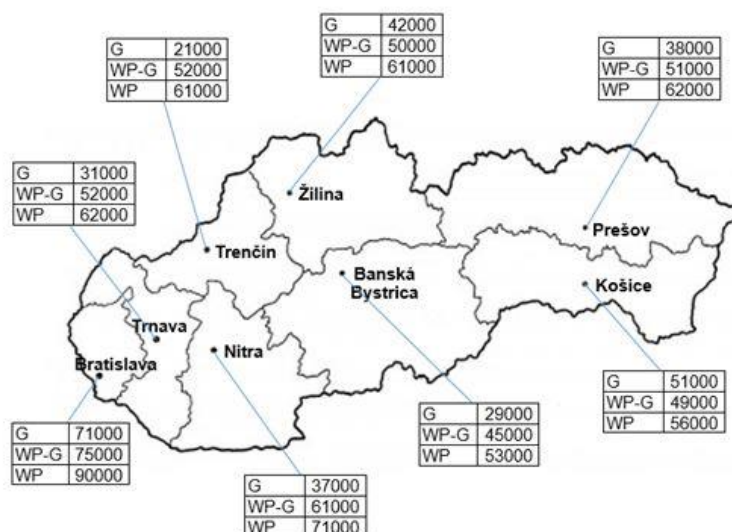 G 42000
WP-G 50000
WP 61000
G 21000
WP-G 52000
WP 61000
G 38000
WP-G 51000
WP 62000
G 31000
WP-G 52000
WP 62000
Žilina
Prešov
Trenčín
Banská
Bystrica
Košice
Trnava
Nitra
Bratislava
G 51000
WP-G 49000
WP 56000
G 29000
WP-G 45000
WP 53000
G 71000
WP-G 75000
WP 90000
G 37000
WP-G 61000
WP 71000